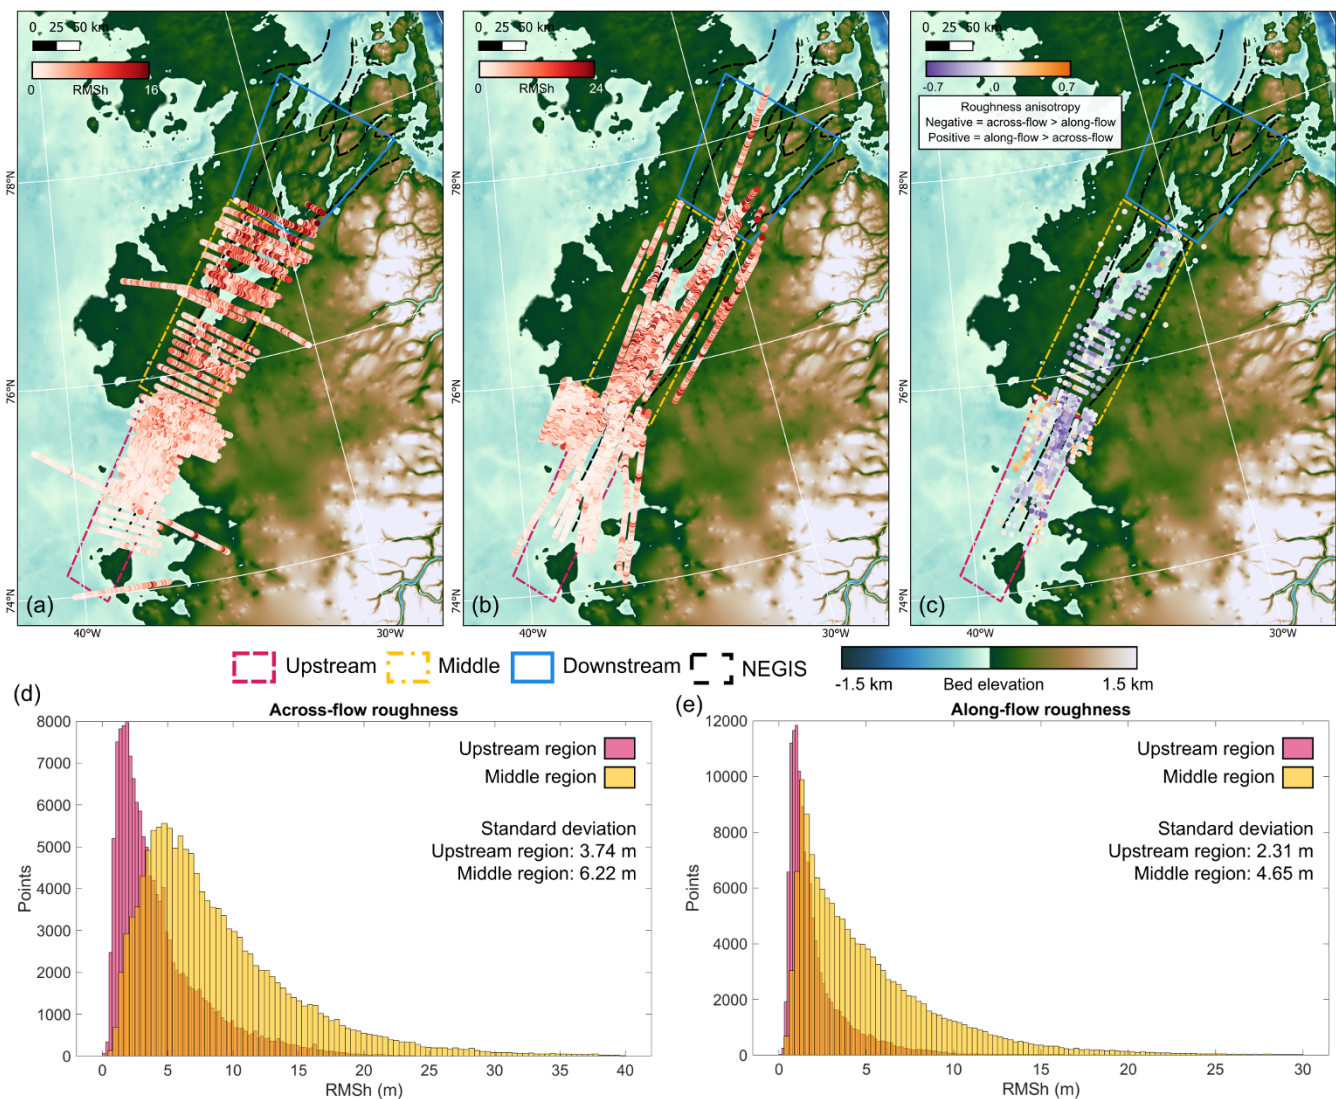 0 25 50 km
0 RMSh 16
78°N
76°N
74°N
(a)
40°W
30°W
0 25 50 km
0 RMSh 24
78°N
76°N
74°N
(b)
40°W
30°W
0 25 50 km
-0.7 .0 0.7
Roughness anisotropy
Negative = across-flow > along-flow
Positive = along-flow > across-flow
78°N
76°N
74°N
(c)
40°W
30°W
Upstream Middle Downstream NEGIS
-1.5 km Bed elevation 1.5 km
(d)
Across-flow roughness
8000
7000
6000
5000
4000
3000
2000
1000
0
Points
Upstream region
Middle region
Standard deviation
Upstream region: 3.74 m
Middle region: 6.22 m
0 5 10 15 20 25 30 35 40
RMSh (m)
(e)
Along-flow roughness
12000
10000
8000
6000
4000
2000
0
Points
Upstream region
Middle region
Standard deviation
Upstream region: 2.31 m
Middle region: 4.65 m
0 5 10 15 20 25 30
RMSh (m)